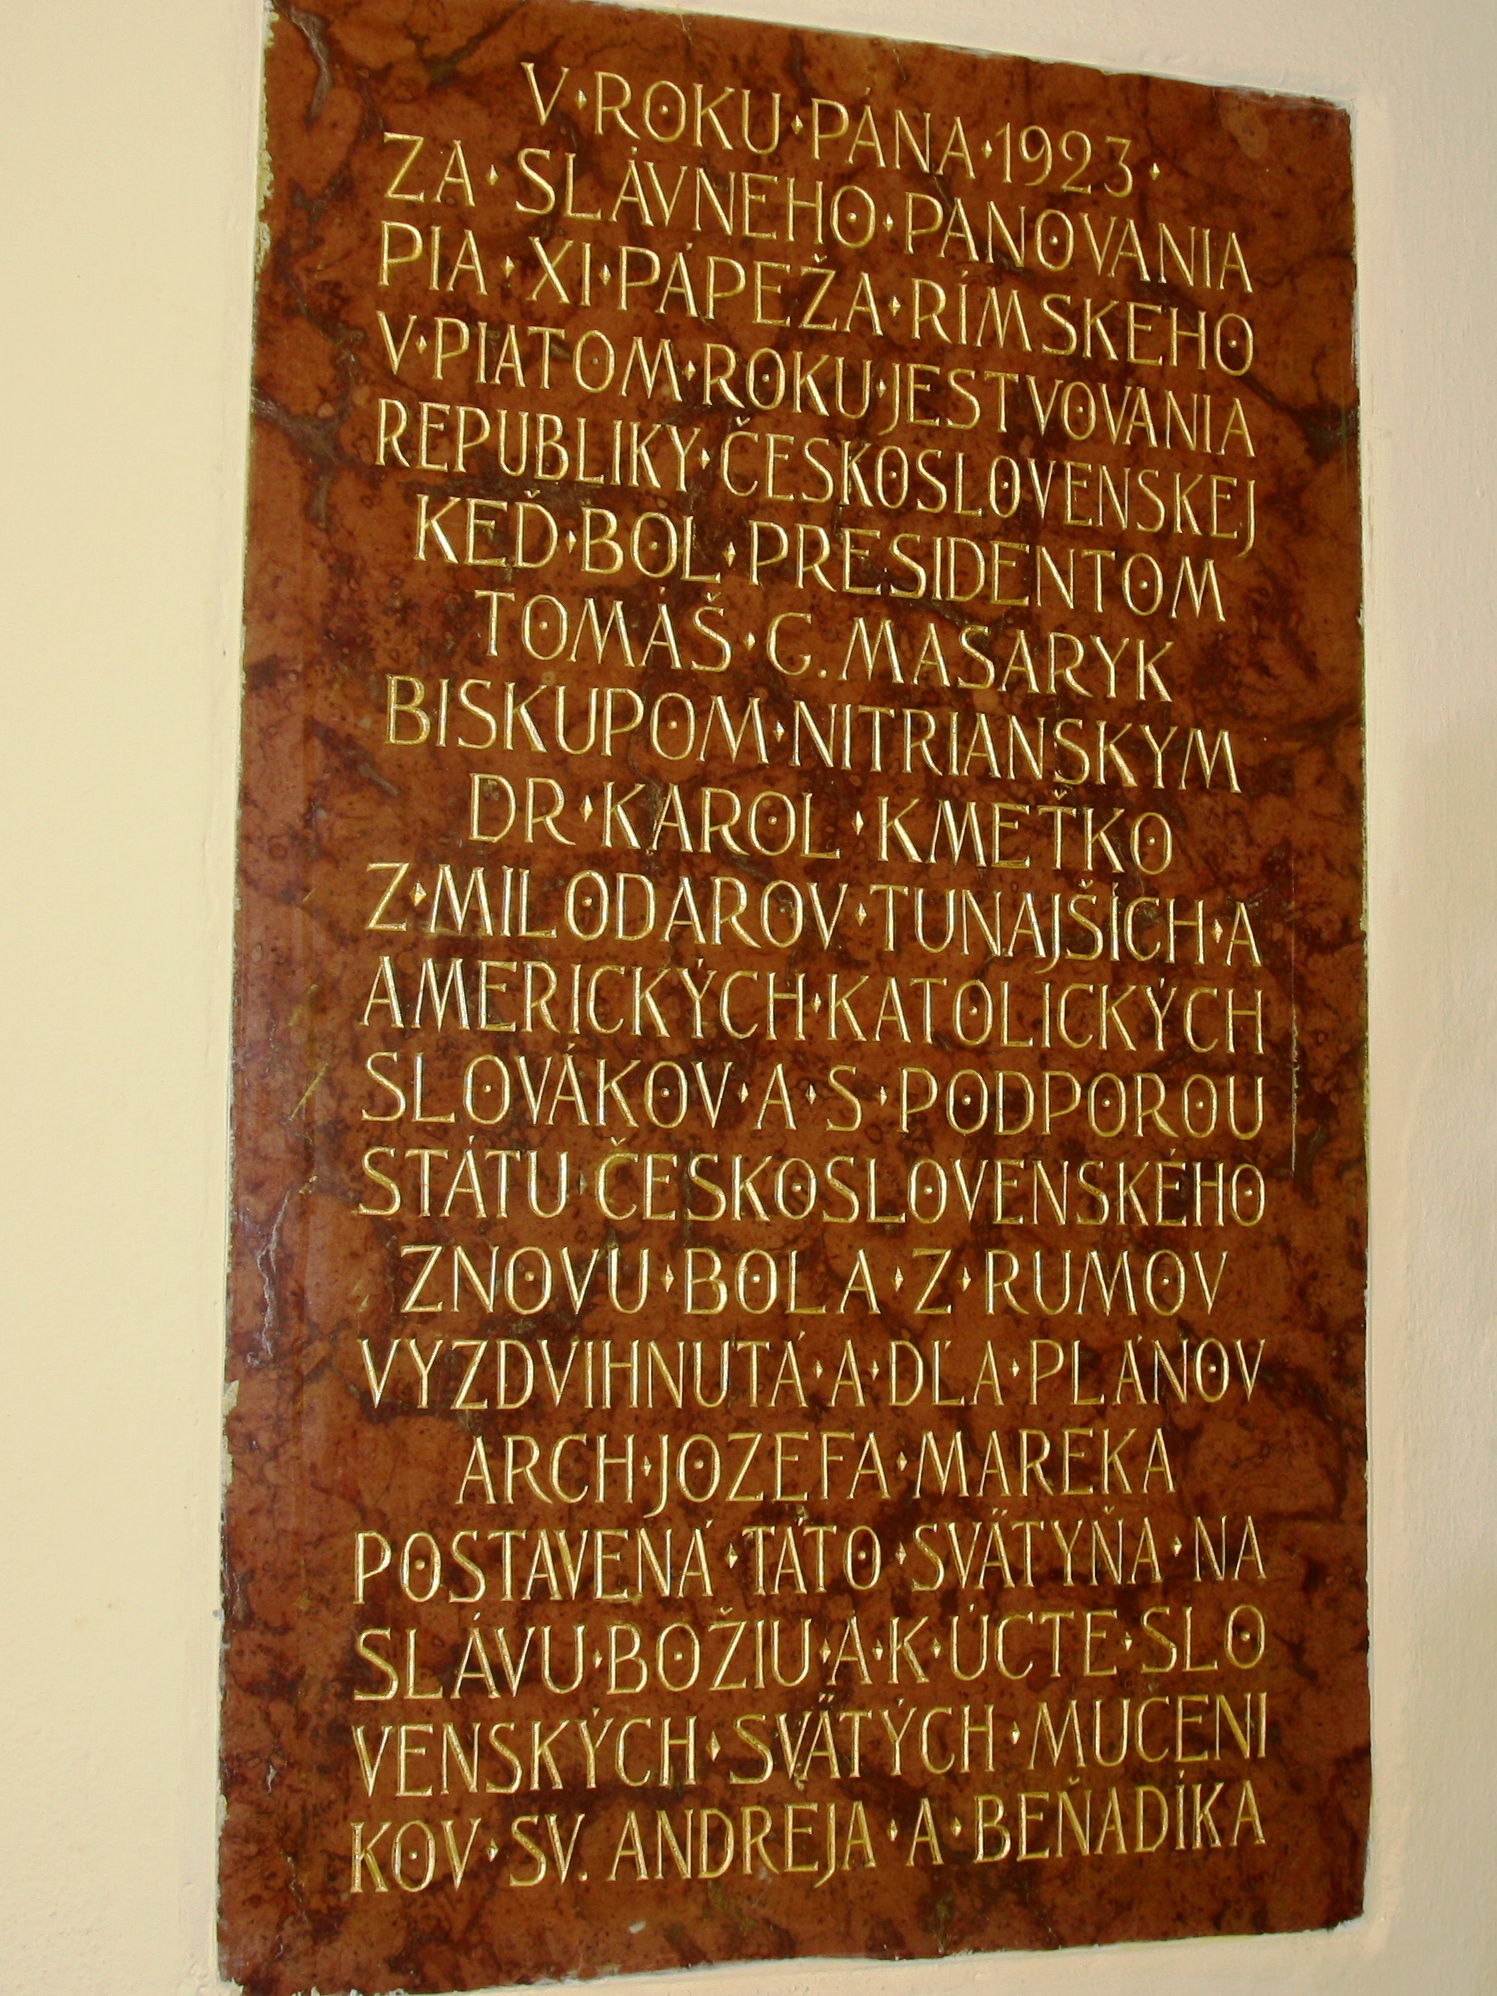 V·ROKU·PÁNA·1923·
ZA·SLÁVNEHO·PANOVANIA
PIA·XI·PÁPEŽA·RÍMSKEHO
V·PIATOM·ROKU·JESTVOVANIA
REPUBLIKY·ČESKOSLOVENSKEJ
KEĎ·BOL·PRESIDENTOM
TOMÁŠ·G.MASARYK
BISKUPOM·NITRIANSKYM
DR·KAROL·KMEŤKO
Z·MILODAROV·TUNAJŠÍCH·A
AMERICKÝCH·KATOLICKÝCH
SLOVÁKOV·A·S·PODPOROU
STÁTU·ČESKOSLOVENSKÉHO
ZNOVU·BOLA·Z·RUMOV
VYZDVIHNUTÁ·A·DĽA·PLÁNOV
ARCH·JOZEFA·MAREKA
POSTAVENÁ·TÁTO·SVÄTYŇA·NA
SLÁVU·BOŽIU·A·K·ÚCTE·SLO
VENSKÝCH·SVÄTÝCH·MUČENI
KOV·SV. ANDREJA·A·BEŇADÍKA